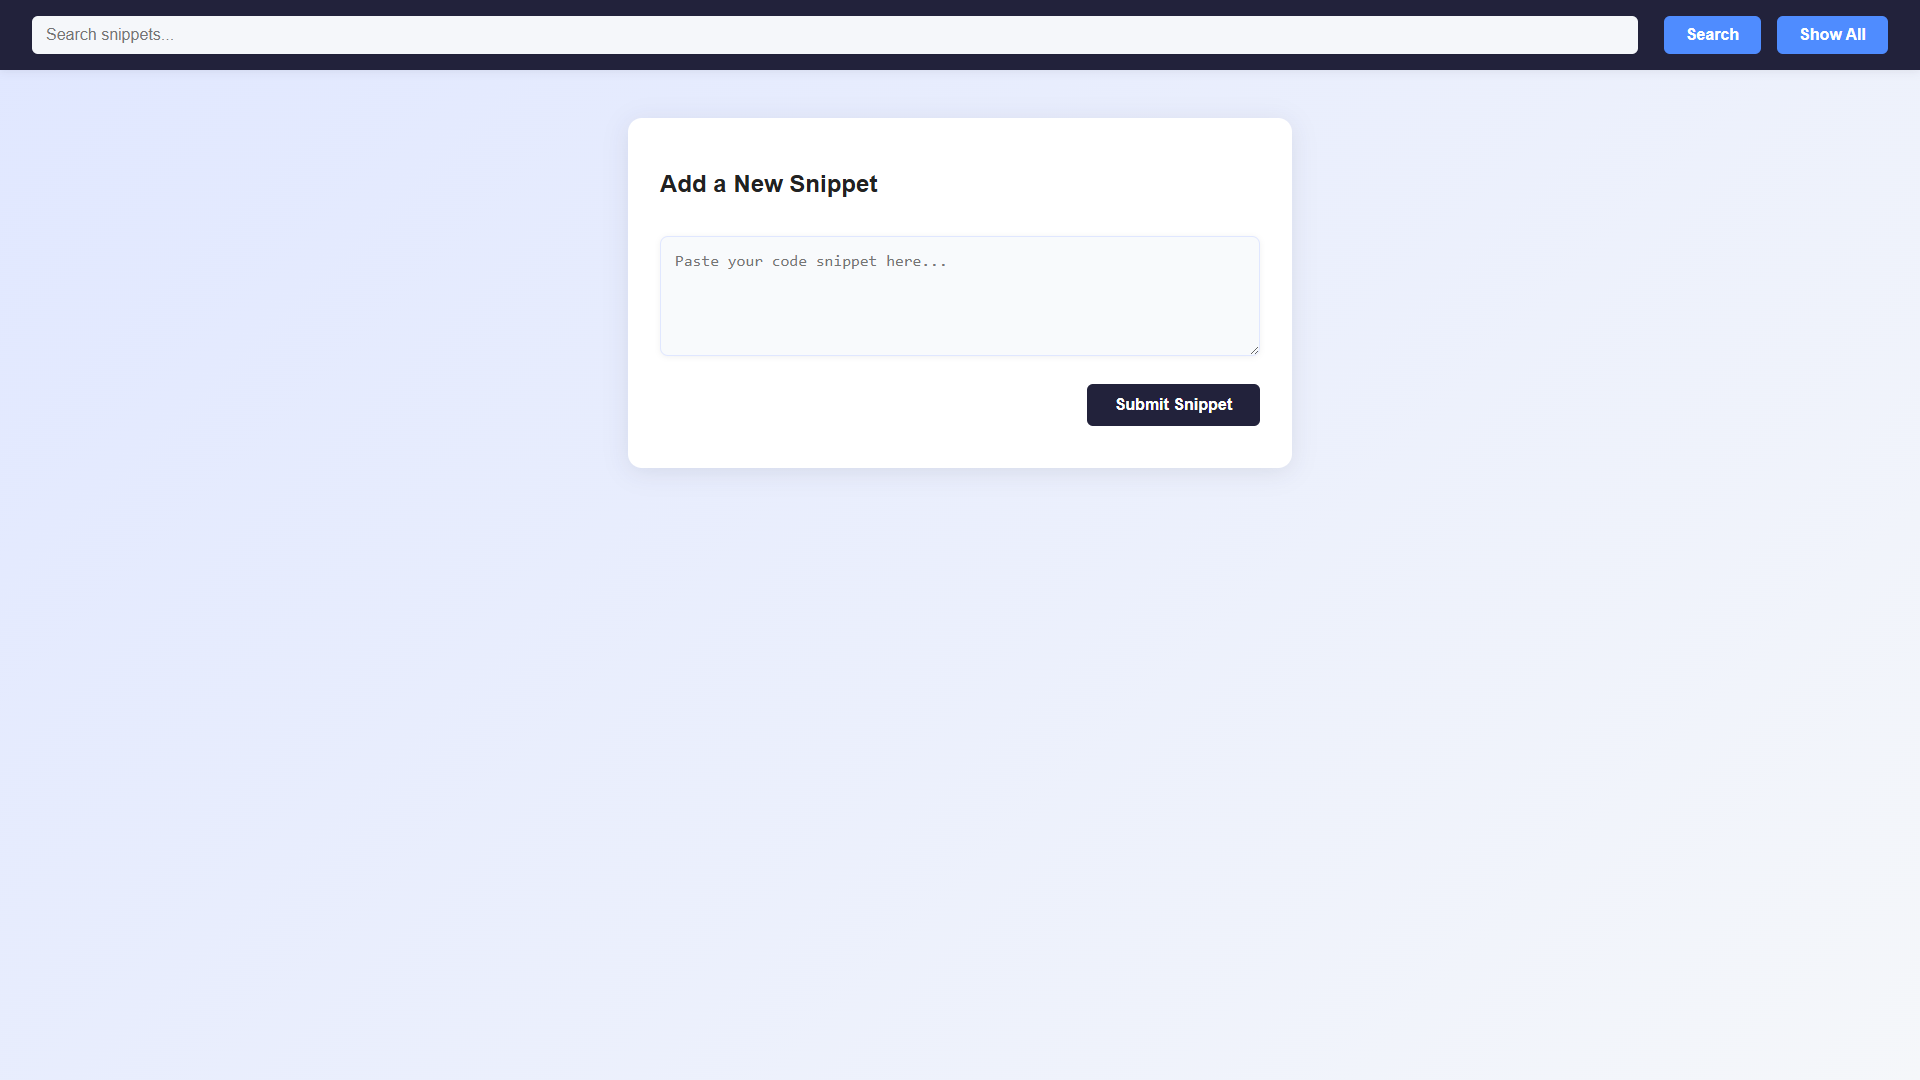 Search snippets...
Search
Show All
Add a New Snippet
Paste your code snippet here...
Submit Snippet